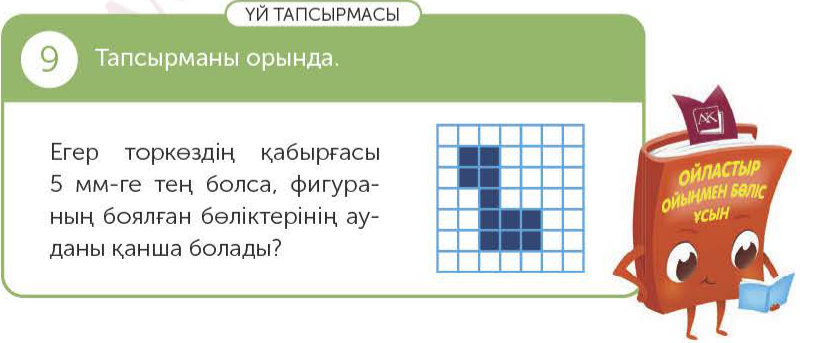 ҮЙ ТАПСЫРМАСЫ
9 Тапсырманы орында.
Егер торкөздің қабырғасы
5 мм-ге тең болса, фигура-
ның боялған бөліктерінің ау-
даны қанша болады?
АК
ОЙЛАСТЫР
ОЙЫҢМЕН БӨЛІС
ҰСЫН